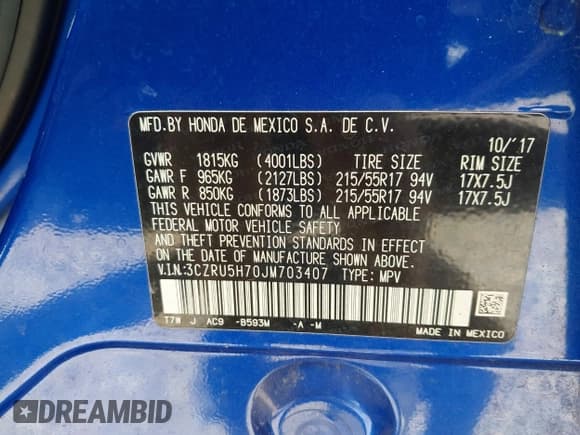 MFD.BY HONDA DE MEXICO S.A. DE C.V.
10/'17
GVWR 1815KG (4001LBS) TIRE SIZE RIM SIZE
GAWR F 965KG (2127LBS) 215/55R17 94V 17X7.5J
GAWR R 850KG (1873LBS) 215/55R17 94V 17X7.5J
THIS VEHICLE CONFORMS TO ALL APPLICABLE
FEDERAL MOTOR VEHICLE SAFETY
AND THEFT PREVENTION STANDARDS IN EFFECT
ON THE DATE OF MANUFACTURE SHOWN ABOVE.
V.I.N:3CZRU5H70JM703407 TYPE: MPV
T7W J AC9 -B593M -A -M
MADE IN MEXICO
DREAMBID